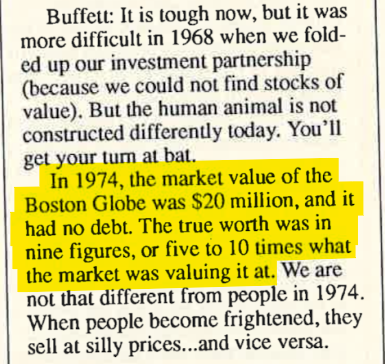 Buffett: It is tough now, but it was
more difficult in 1968 when we fold-
ed up our investment partnership
(because we could not find stocks of
value). But the human animal is not
constructed differently today. You’ll
get your turn at bat.
In 1974, the market value of the
Boston Globe was $20 million, and it
had no debt. The true worth was in
nine figures, or five to 10 times what
the market was valuing it at. We are
not that different from people in 1974.
When people become frightened, they
sell at silly prices...and vice versa.